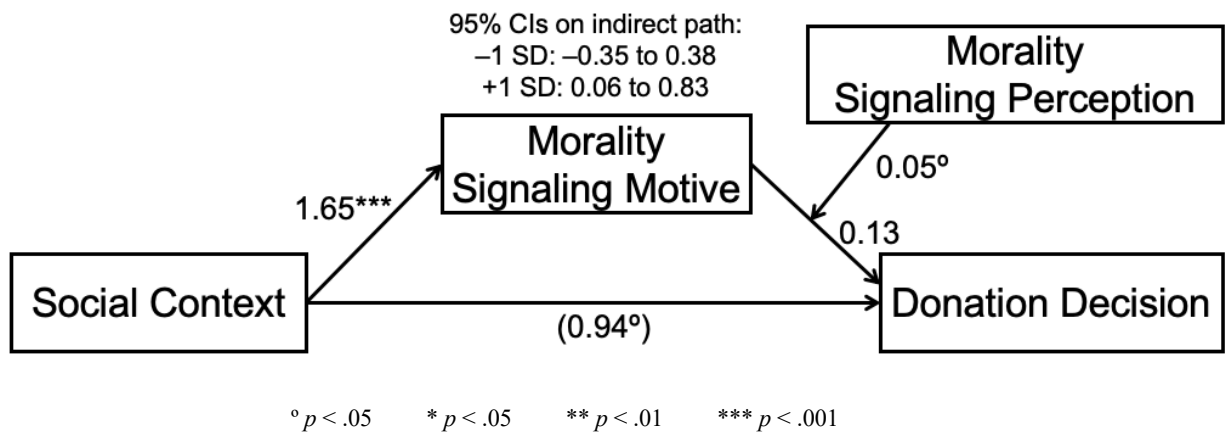 95% CIs on indirect path:
–1 SD: –0.35 to 0.38
+1 SD: 0.06 to 0.83
Morality
Signaling Perception
Morality
Signaling Motive
0.05º
1.65***
0.13
Social Context
Donation Decision
(0.94º)
º p < .05 * p < .05 ** p < .01 *** p < .001